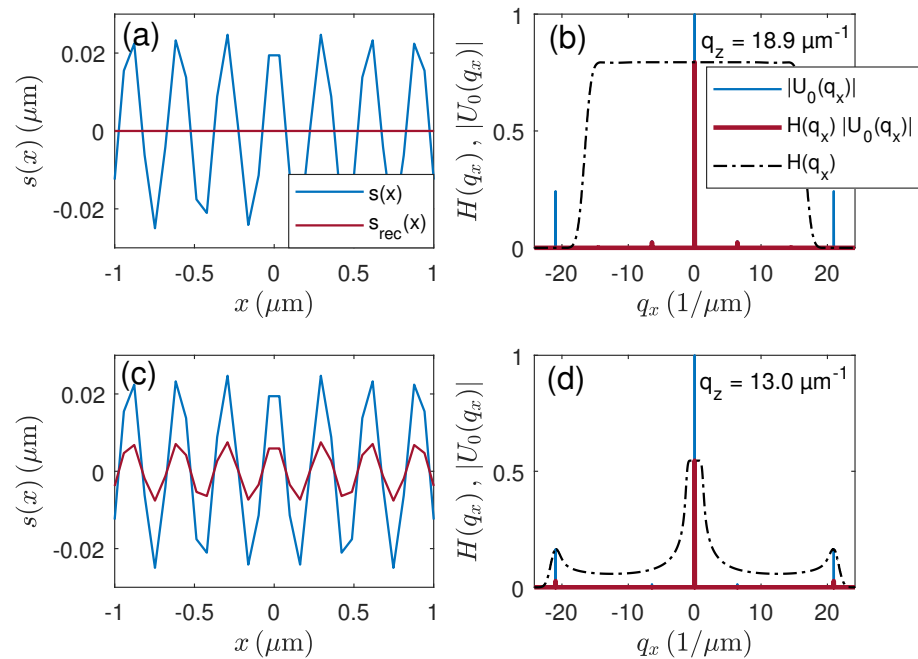 (a)
0.02
0
-0.02
s(x) (μm)
s(x)
s_rec(x)
-1 -0.5 0 0.5 1
x (μm)
(b)
q_z = 18.9 μm^-1
1
0.5
0
H(q_x) , |U_0(q_x)|
|U_0(q_x)|
H(q_x) |U_0(q_x)|
H(q_x)
-20 -10 0 10 20
q_x (1/μm)
(c)
0.02
0
-0.02
s(x) (μm)
-1 -0.5 0 0.5 1
x (μm)
(d)
q_z = 13.0 μm^-1
1
0.5
0
H(q_x) , |U_0(q_x)|
-20 -10 0 10 20
q_x (1/μm)